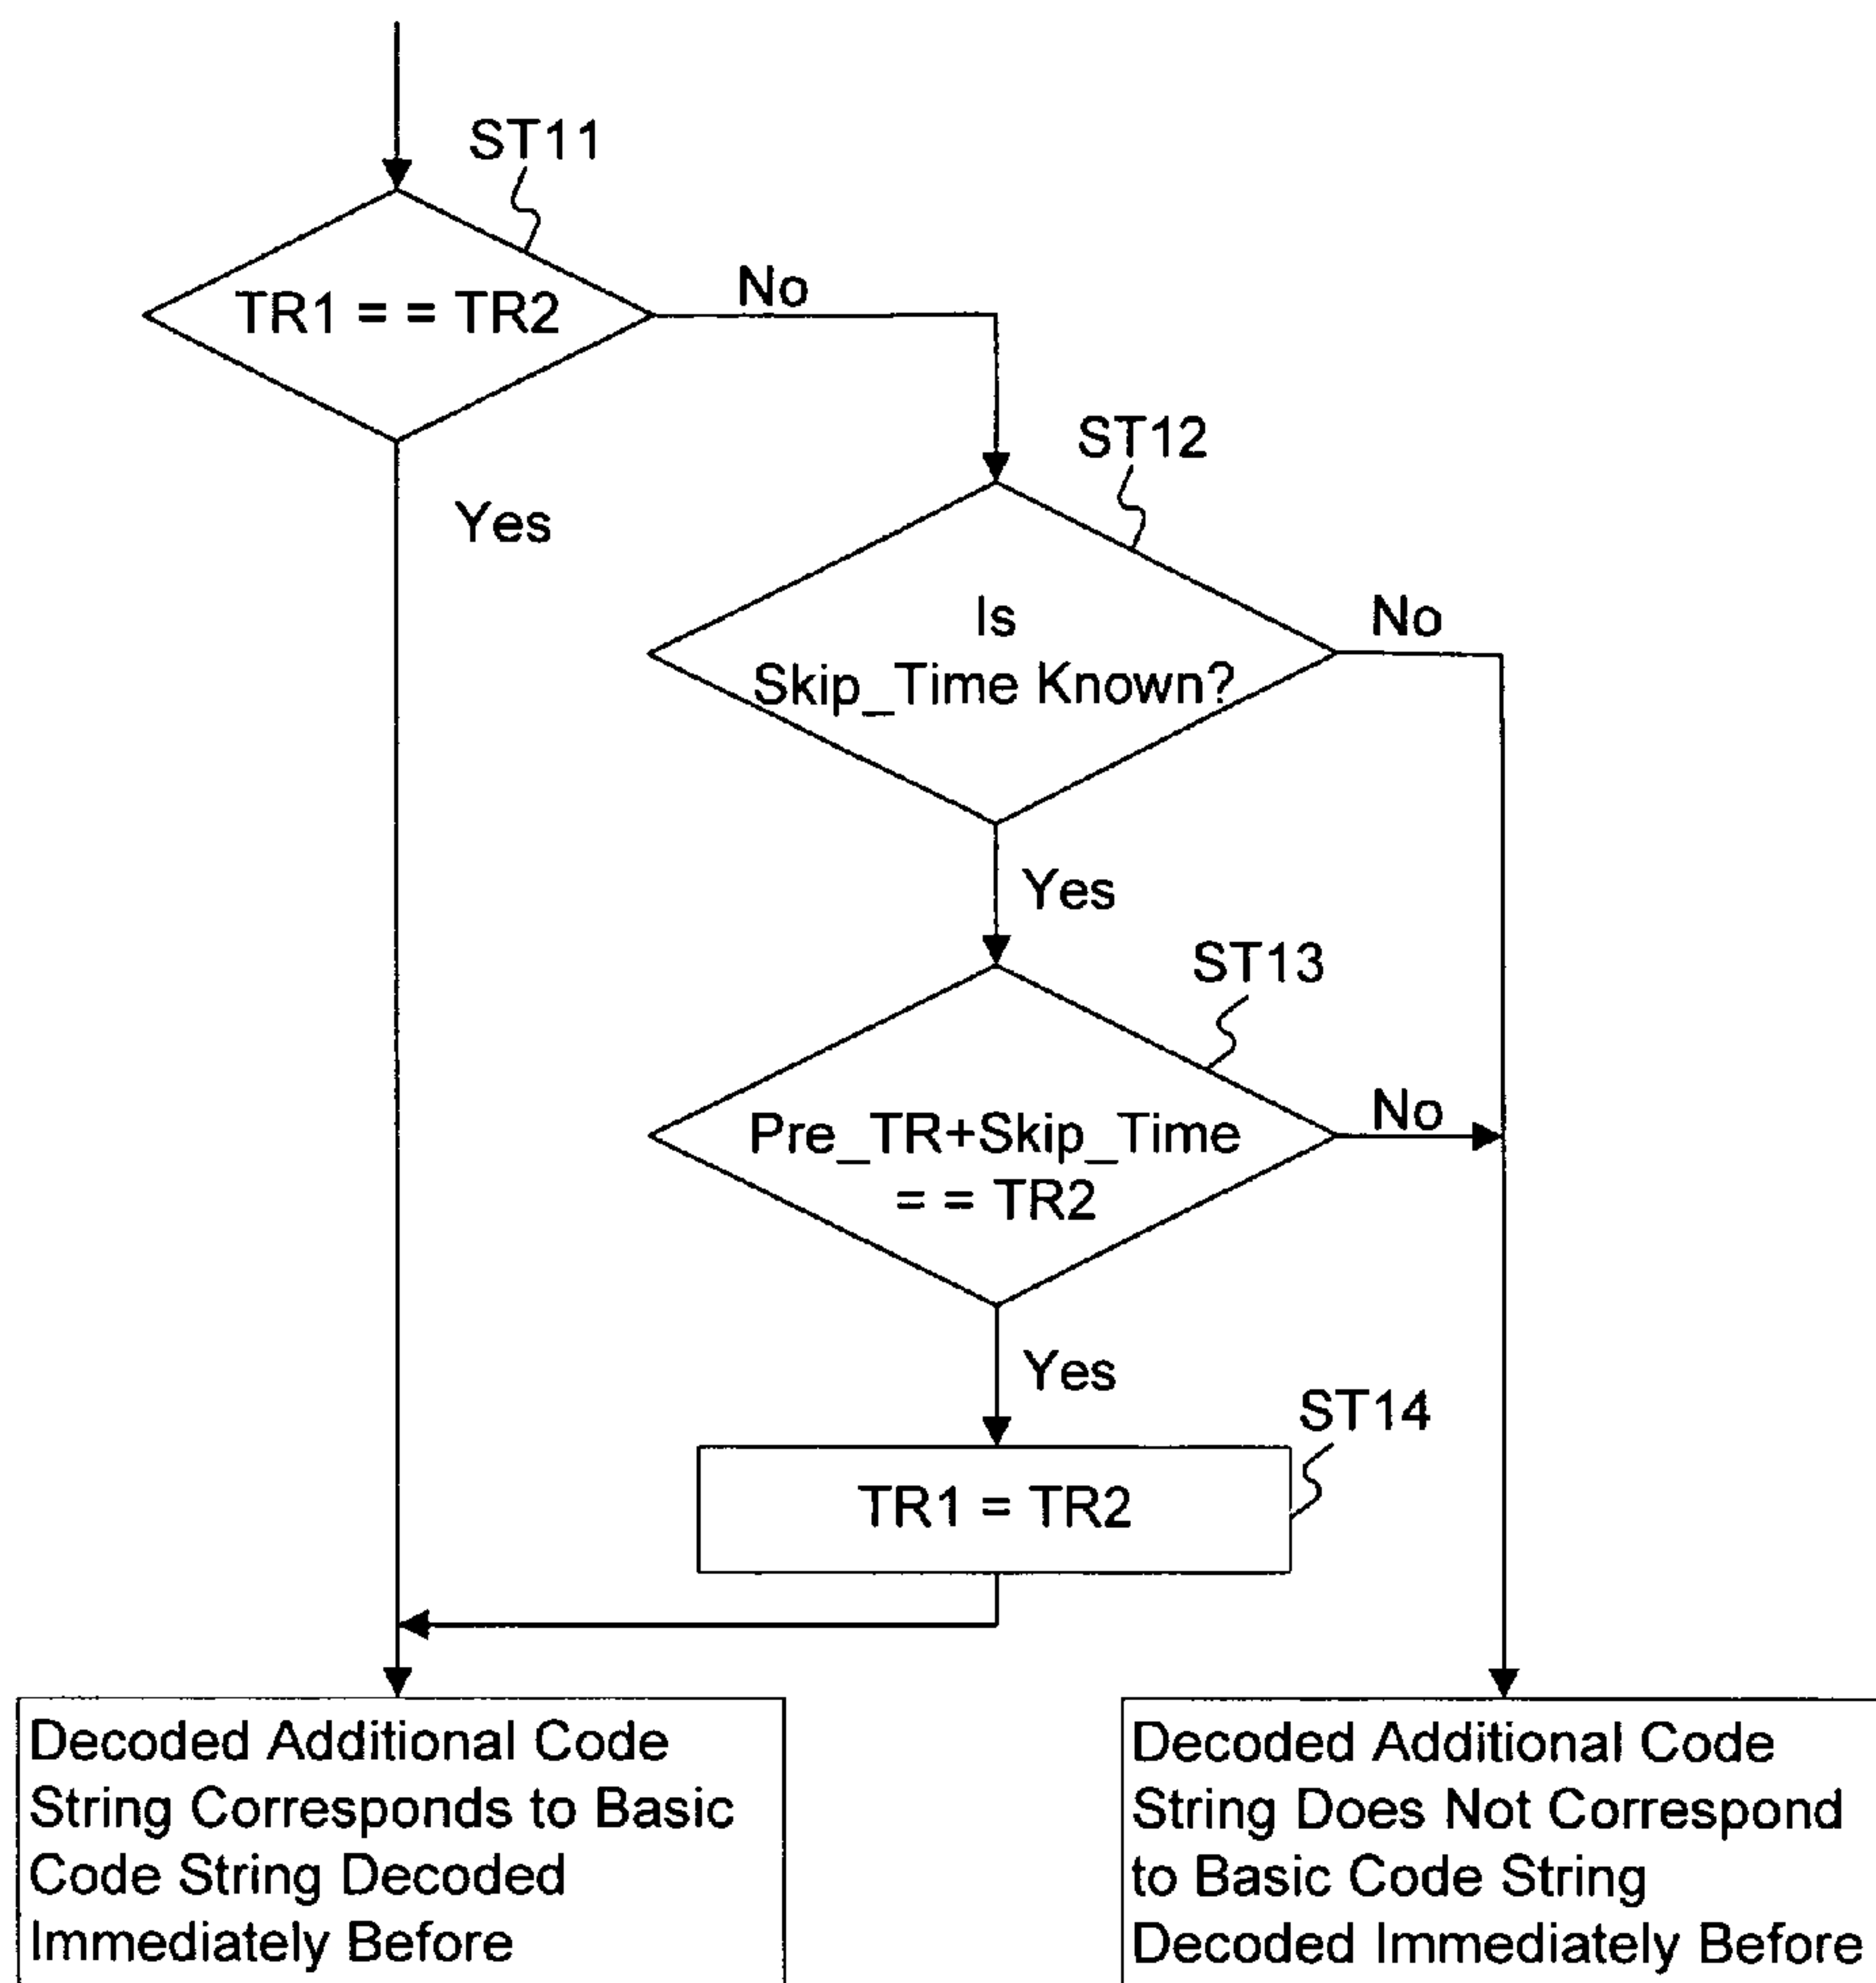 ST11
TR1 = = TR2
No
Yes
ST12
Is
Skip_Time Known?
No
Yes
ST13
Pre_TR+Skip_Time
= = TR2
No
Yes
ST14
TR1 = TR2
Decoded Additional Code
String Corresponds to Basic
Code String Decoded
Immediately Before
Decoded Additional Code
String Does Not Correspond
to Basic Code String
Decoded Immediately Before